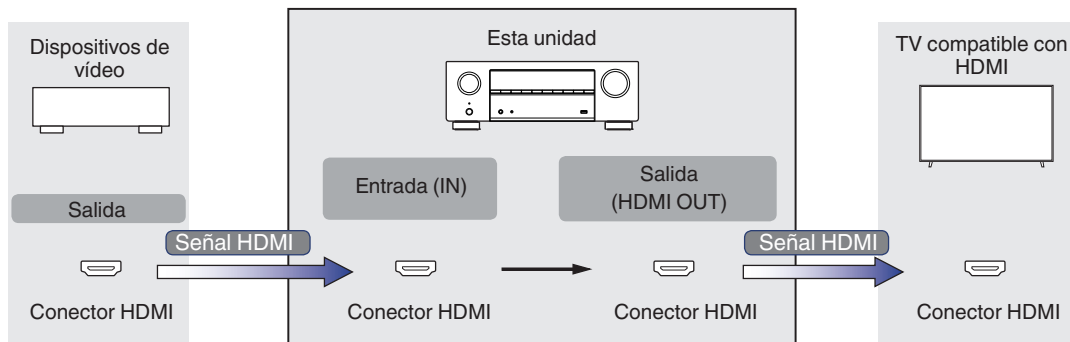 Dispositivos de
vídeo
Salida
Conector HDMI
Señal HDMI
Esta unidad
Entrada (IN)
Conector HDMI
Salida
(HDMI OUT)
Conector HDMI
Señal HDMI
TV compatible con
HDMI
Conector HDMI